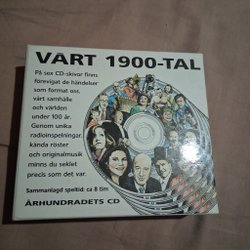 VÅRT 1900-TAL
På sex CD-skivor finns
förevigat de händelser
som format oss,
vårt samhälle
och världen
under 100 år.
Genom unika
radioinspelningar,
kända röster
och originalmusik
minns du seklet
precis som det var.
Sammanlagd speltid: ca 8 tim
ÅRHUNDRADETS CD